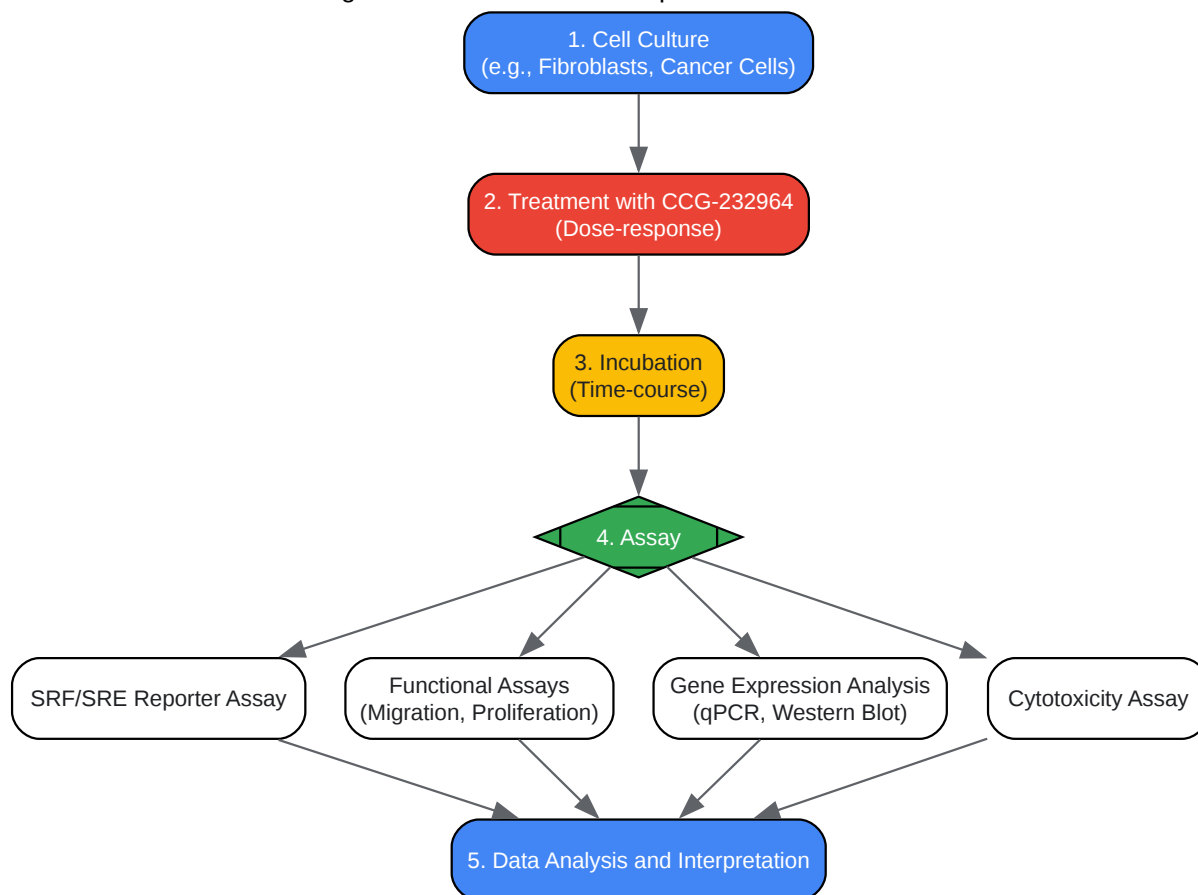 1. Cell Culture
(e.g., Fibroblasts, Cancer Cells)
2. Treatment with CCG-232964
(Dose-response)
3. Incubation
(Time-course)
4. Assay
SRF/SRE Reporter Assay
Functional Assays
(Migration, Proliferation)
Gene Expression Analysis
(qPCR, Western Blot)
Cytotoxicity Assay
5. Data Analysis and Interpretation